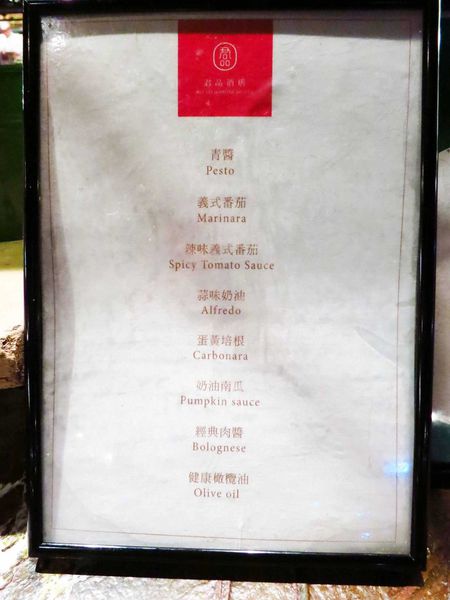 君品
君品酒店
青醬
Pesto
義式番茄
Marinara
辣味義式番茄
Spicy Tomato Sauce
蒜味奶油
Alfredo
蛋黃培根
Carbonara
奶油南瓜
Pumpkin sauce
經典肉醬
Bolognese
健康橄欖油
Olive oil